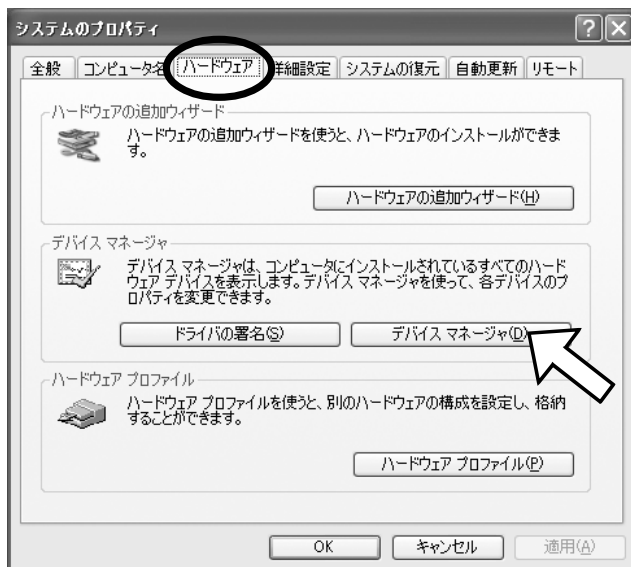 システムのプロパティ
全般 コンピュータ名 ハードウェア 詳細設定 システムの復元 自動更新 リモート
ハードウェアの追加ウィザード
ハードウェアの追加ウィザードを使うと、ハードウェアのインストールができま
す。
ハードウェアの追加ウィザード(H)
デバイス マネージャ
デバイス マネージャは、コンピュータにインストールされているすべてのハード
ウェア デバイスを表示します。デバイス マネージャを使って、各デバイスのプ
ロパティを変更できます。
ドライバの署名(S) デバイス マネージャ(D)
ハードウェア プロファイル
ハードウェア プロファイルを使うと、別のハードウェアの構成を設定し、格納
することができます。
ハードウェア プロファイル(P)
OK キャンセル 適用(A)